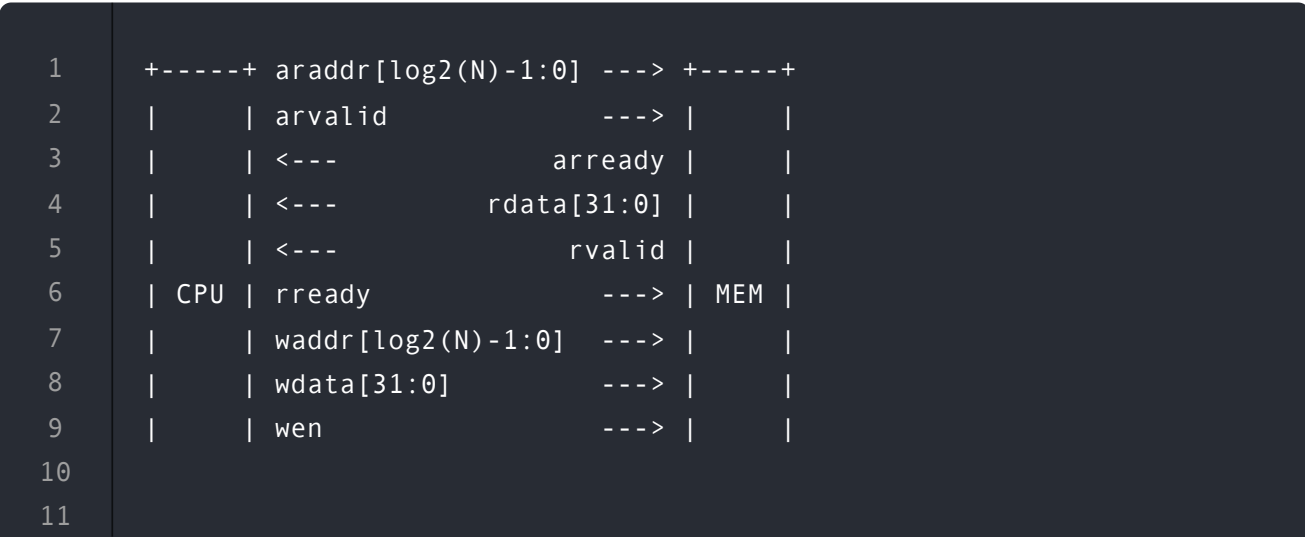 1 +-----+ araddr[log2(N)-1:0] ---> +-----+
2 |     | arvalid              ---> |     |
3 |     | <---              arready |     |
4 |     | <---          rdata[31:0] |     |
5 |     | <---               rvalid |     |
6 | CPU | rready               ---> | MEM |
7 |     | waddr[log2(N)-1:0]  ---> |     |
8 |     | wdata[31:0]          ---> |     |
9 |     | wen                  ---> |     |
10
11